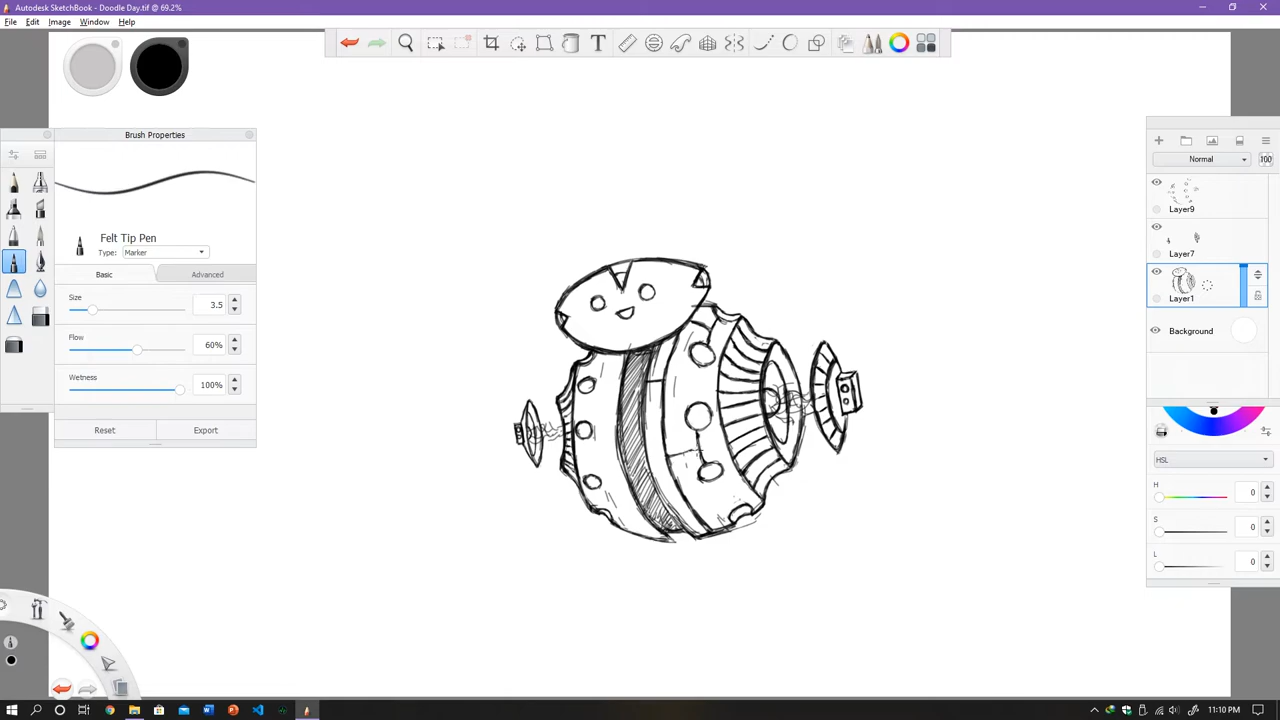 Autodesk SketchBook - Doodle Day.tif @ 69.2%
File Edit Image Window Help
Brush Properties
Felt Tip Pen
Type: Marker
Basic Advanced
Size 3.5
Flow 60%
Wetness 100%
Reset Export
Normal 100
Layer9
Layer7
Layer1
Background
HSL
H 0
S 0
L 0
11:10 PM